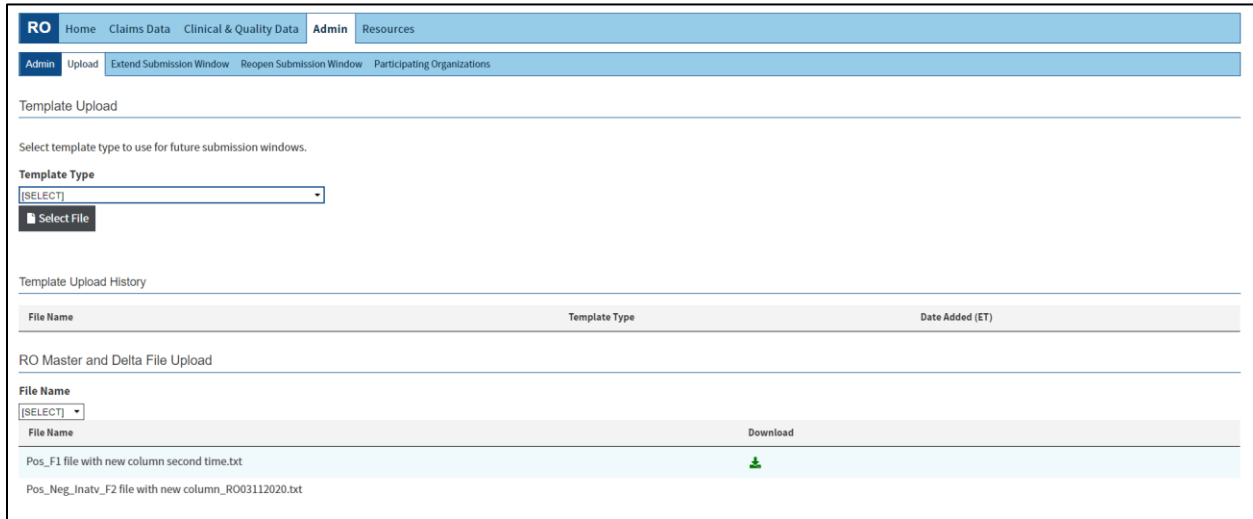 RO Home Claims Data Clinical & Quality Data Admin Resources
Admin Upload Extend Submission Window Reopen Submission Window Participating Organizations
Template Upload
Select template type to use for future submission windows.
Template Type
[SELECT]
Select File
Template Upload History
File Name Template Type Date Added (ET)
RO Master and Delta File Upload
File Name
[SELECT]
File Name Download
Pos_F1 file with new column second time.txt
Pos_Neg_Inatv_F2 file with new column_RO03112020.txt